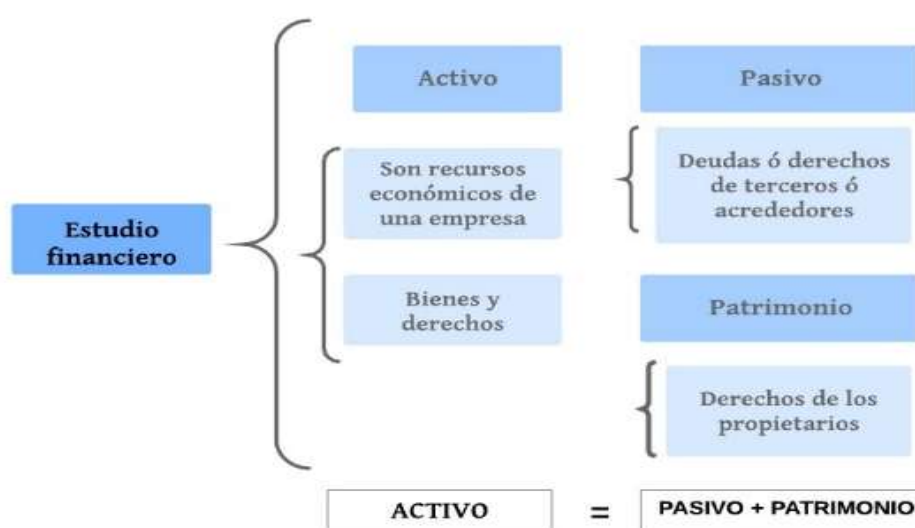 Activo
Pasivo
Son recursos
económicos de
una empresa
Deudas ó derechos
de terceros ó
acrededores
Estudio
financiero
Bienes y
derechos
Patrimonio
Derechos de los
propietarios
ACTIVO
=
PASIVO + PATRIMONIO